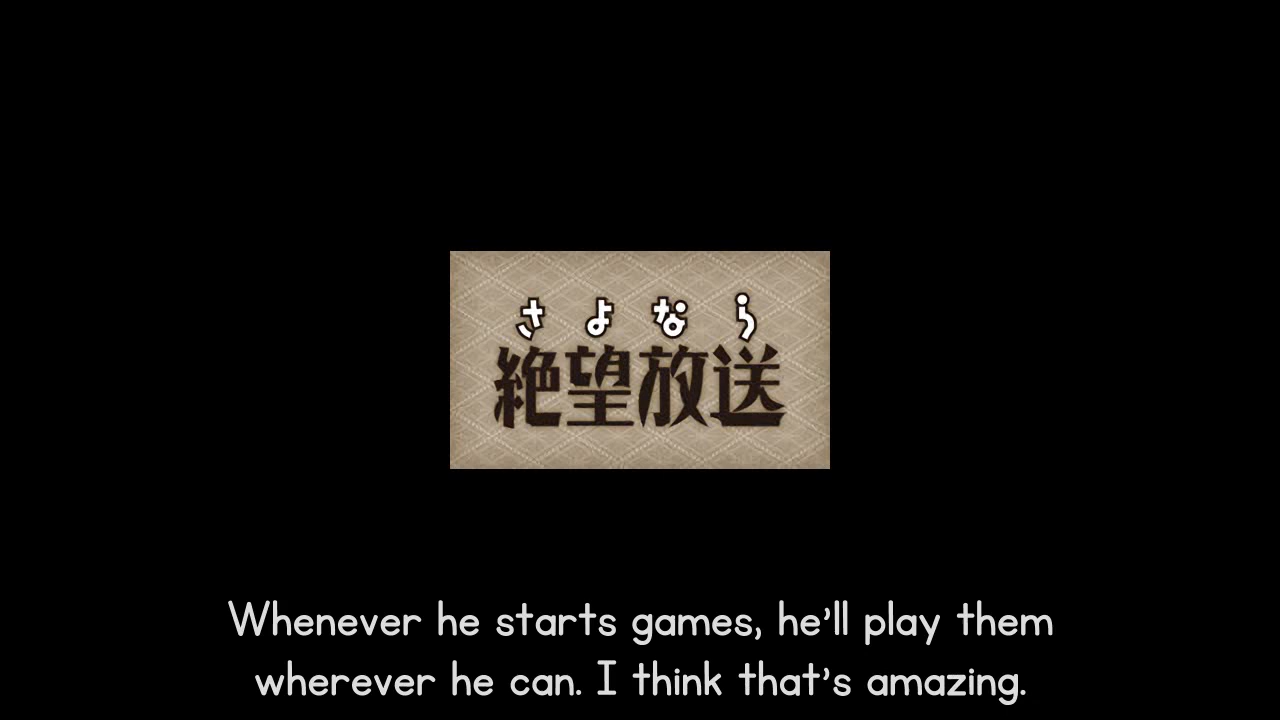 さよなら
絶望放送
Whenever he starts games, he'll play them
wherever he can. I think that's amazing.